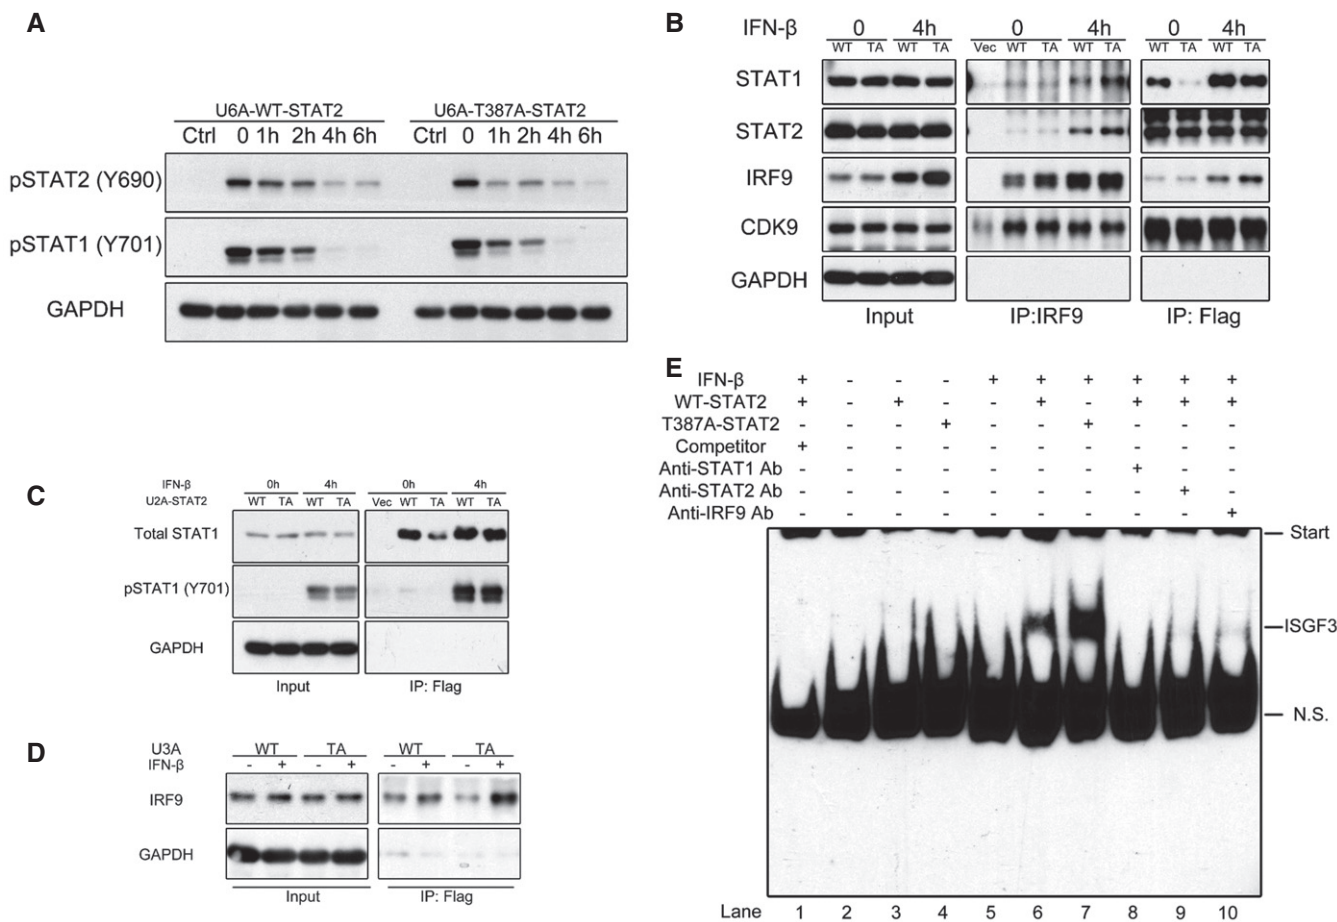 A
U6A-WT-STAT2 U6A-T387A-STAT2
Ctrl 0 1h 2h 4h 6h Ctrl 0 1h 2h 4h 6h
pSTAT2 (Y690)
pSTAT1 (Y701)
GAPDH
B
IFN-β 0 4h 0 4h 0 4h
WT TA WT TA Vec WT TA WT TA WT TA WT TA
STAT1
STAT2
IRF9
CDK9
GAPDH
Input IP:IRF9 IP: Flag
C
IFN-β 0h 4h 0h 4h
U2A-STAT2 WT TA WT TA Vec WT TA WT TA
Total STAT1
pSTAT1 (Y701)
GAPDH
Input IP: Flag
D
U3A WT TA WT TA
IFN-β - + - + - + - +
IRF9
GAPDH
Input IP: Flag
E
IFN-β + - - - + + + + + +
WT-STAT2 + - + - - + - + + +
T387A-STAT2 - - - + - - + - - -
Competitor + - - - - - - - - -
Anti-STAT1 Ab - - - - - - - + - -
Anti-STAT2 Ab - - - - - - - - + -
Anti-IRF9 Ab - - - - - - - - - +
Start
ISGF3
N.S.
Lane 1 2 3 4 5 6 7 8 9 10